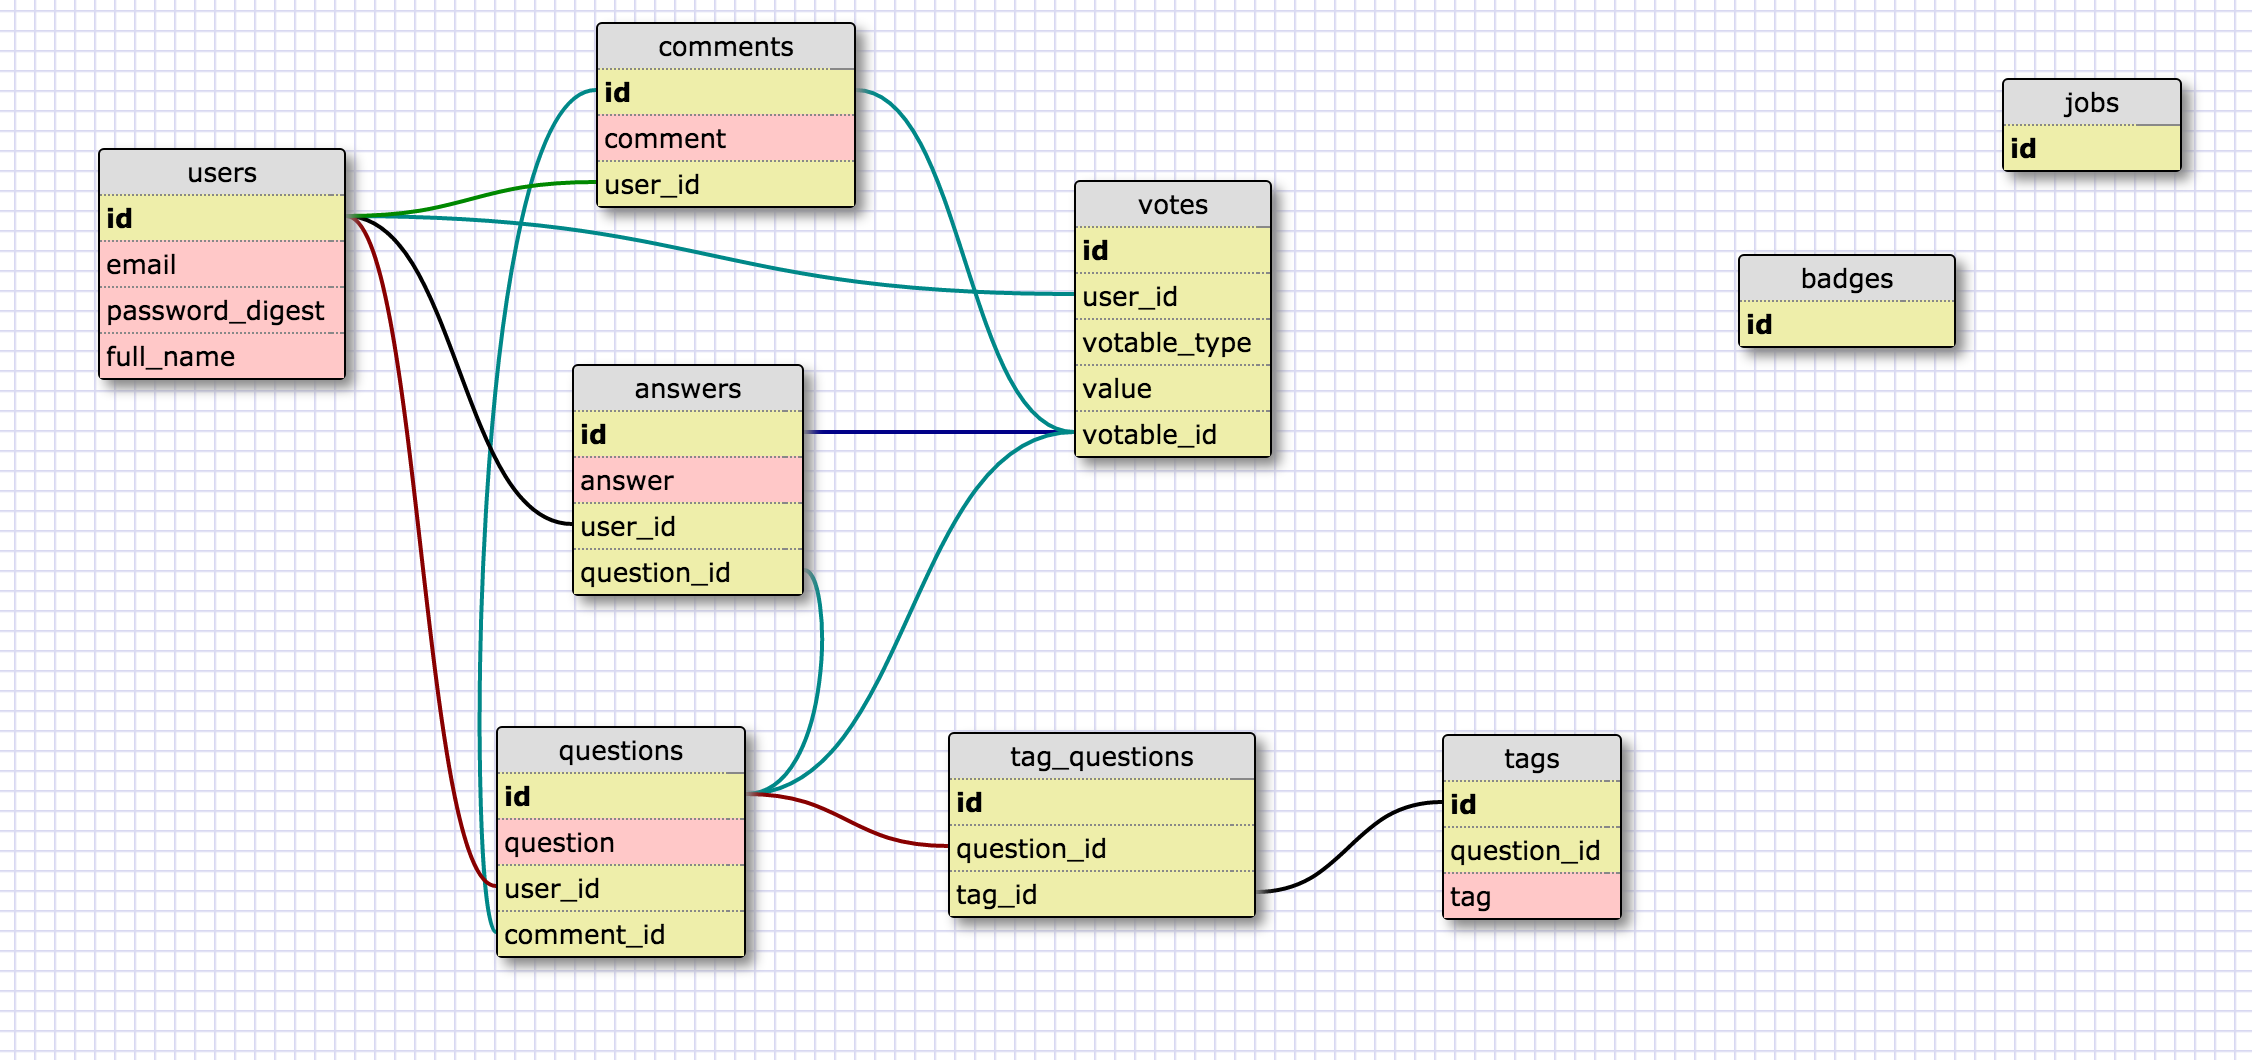 comments
id
comment
user_id
users
id
email
password_digest
full_name
votes
id
user_id
votable_type
value
votable_id
jobs
id
badges
id
answers
id
answer
user_id
question_id
questions
id
question
user_id
comment_id
tag_questions
id
question_id
tag_id
tags
id
question_id
tag